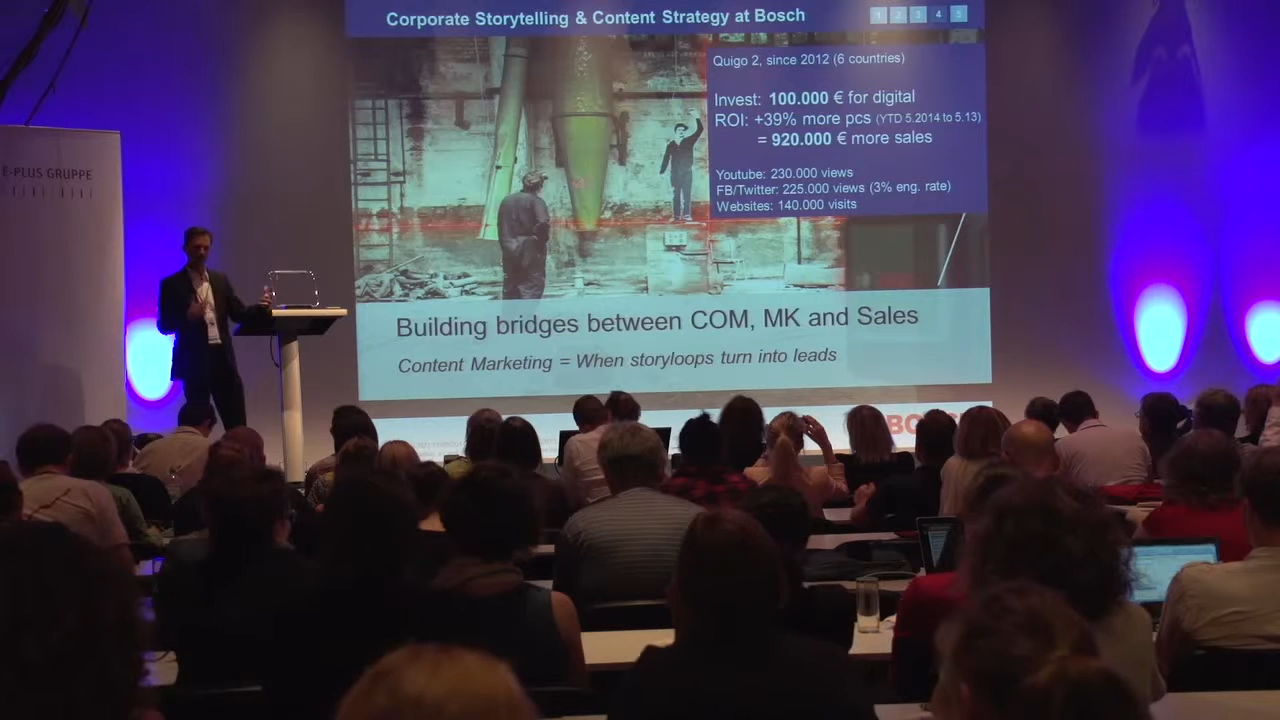 Corporate Storytelling & Content Strategy at Bosch
1 2 3 4 5
Quigo 2, since 2012 (6 countries)
Invest: 100.000 € for digital
ROI: +39% more pcs (YTD 5.2014 to 5.13)
= 920.000 € more sales
Youtube: 230.000 views
FB/Twitter: 225.000 views (3% eng. rate)
Websites: 140.000 visits
E-PLUS GRUPPE
Building bridges between COM, MK and Sales
Content Marketing = When storyloops turn into leads